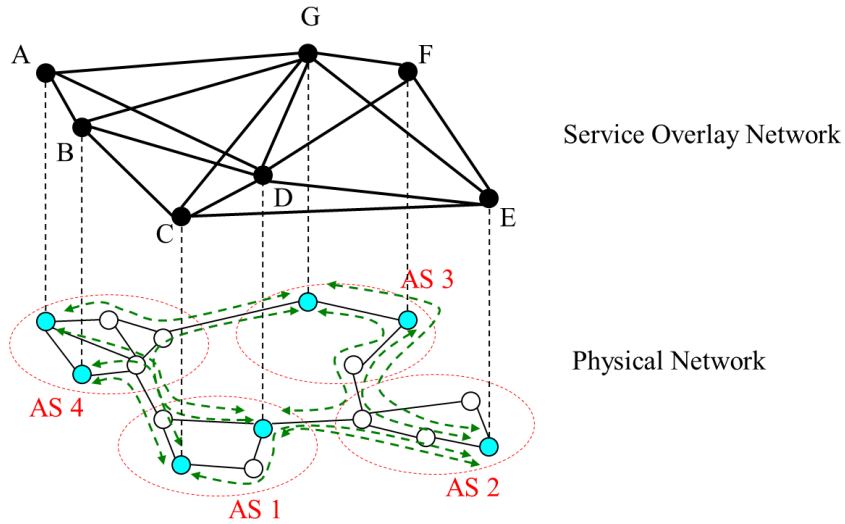 G
A
F
B
Service Overlay Network
D
C
E
AS 3
Physical Network
AS 4
AS 2
AS 1